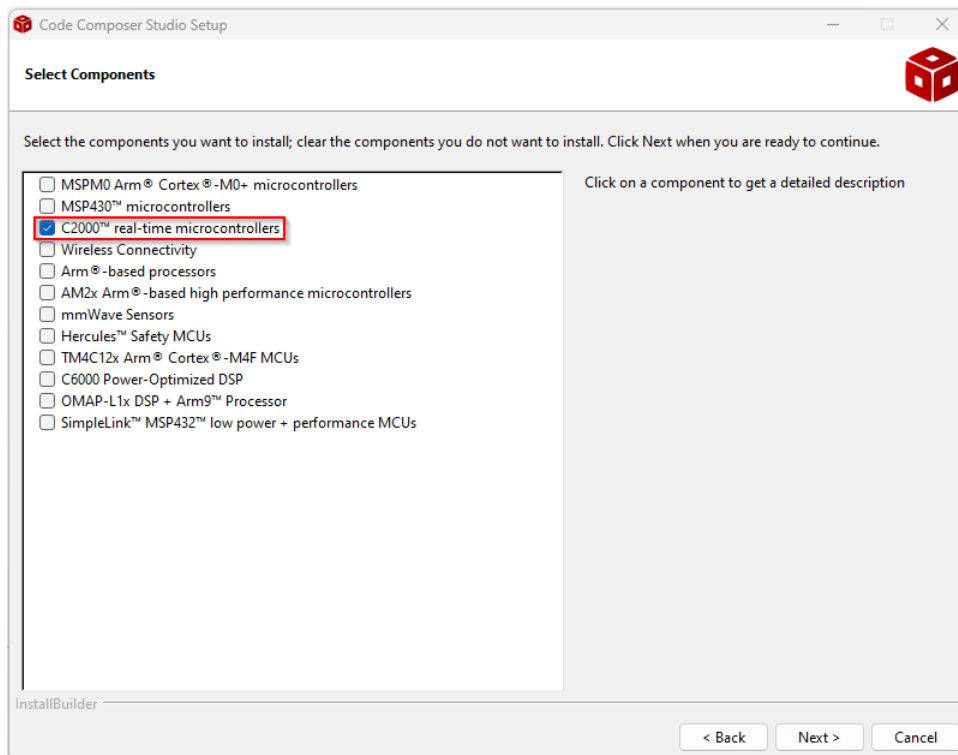 Code Composer Studio Setup
Select Components
Select the components you want to install; clear the components you do not want to install. Click Next when you are ready to continue.
MSPM0 Arm® Cortex®-M0+ microcontrollers
MSP430™ microcontrollers
C2000™ real-time microcontrollers
Wireless Connectivity
Arm®-based processors
AM2x Arm®-based high performance microcontrollers
mmWave Sensors
Hercules™ Safety MCUs
TM4C12x Arm® Cortex®-M4F MCUs
C6000 Power-Optimized DSP
OMAP-L1x DSP + Arm9™ Processor
SimpleLink™ MSP432™ low power + performance MCUs
Click on a component to get a detailed description
InstallBuilder
< Back
Next >
Cancel